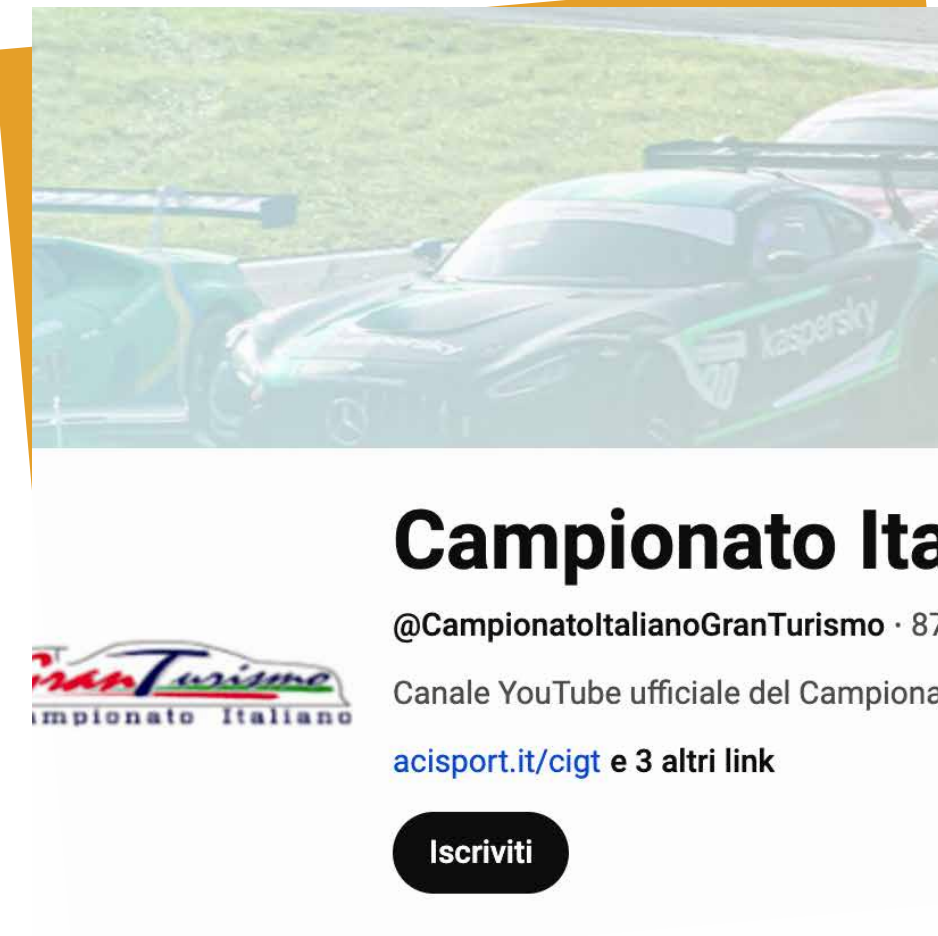 kaspersky
Campionato Ita
@CampionatoItalianoGranTurismo · 87
Canale YouTube ufficiale del Campiona
GranTurismo
mpionato Italiano
acisport.it/cigt e 3 altri link
Iscriviti